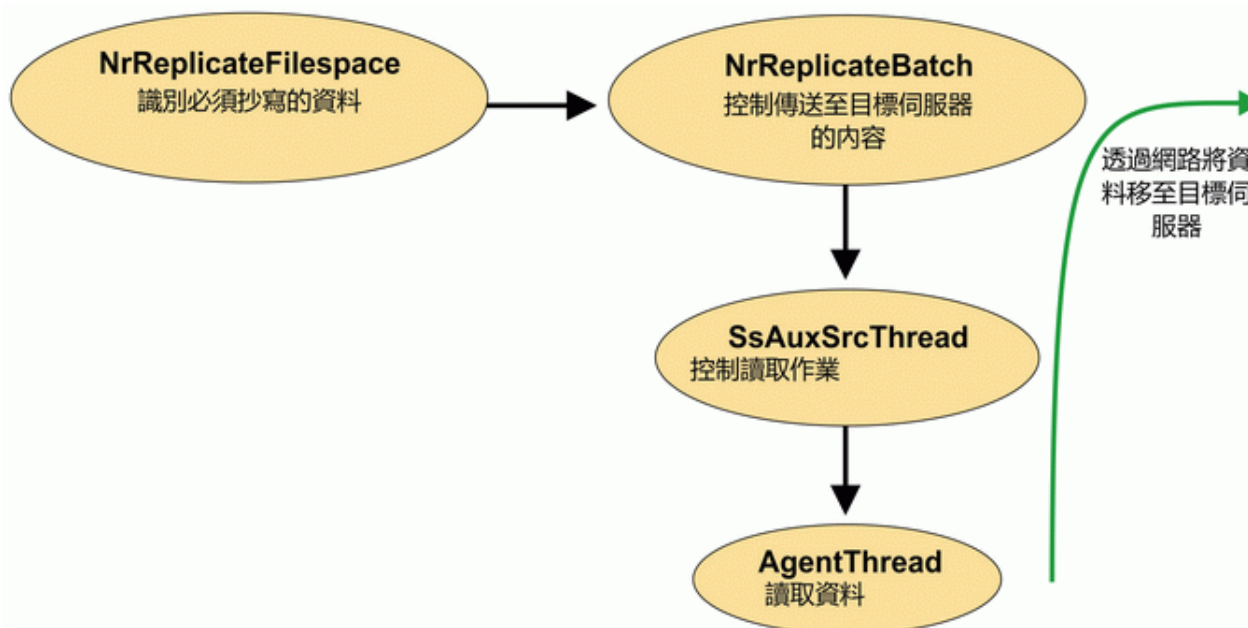 NrReplicateFilespace
識別必須抄寫的資料
NrReplicateBatch
控制傳送至目標伺服器
的內容
透過網路將資
料移至目標伺
服器
SsAuxSrcThread
控制讀取作業
AgentThread
讀取資料